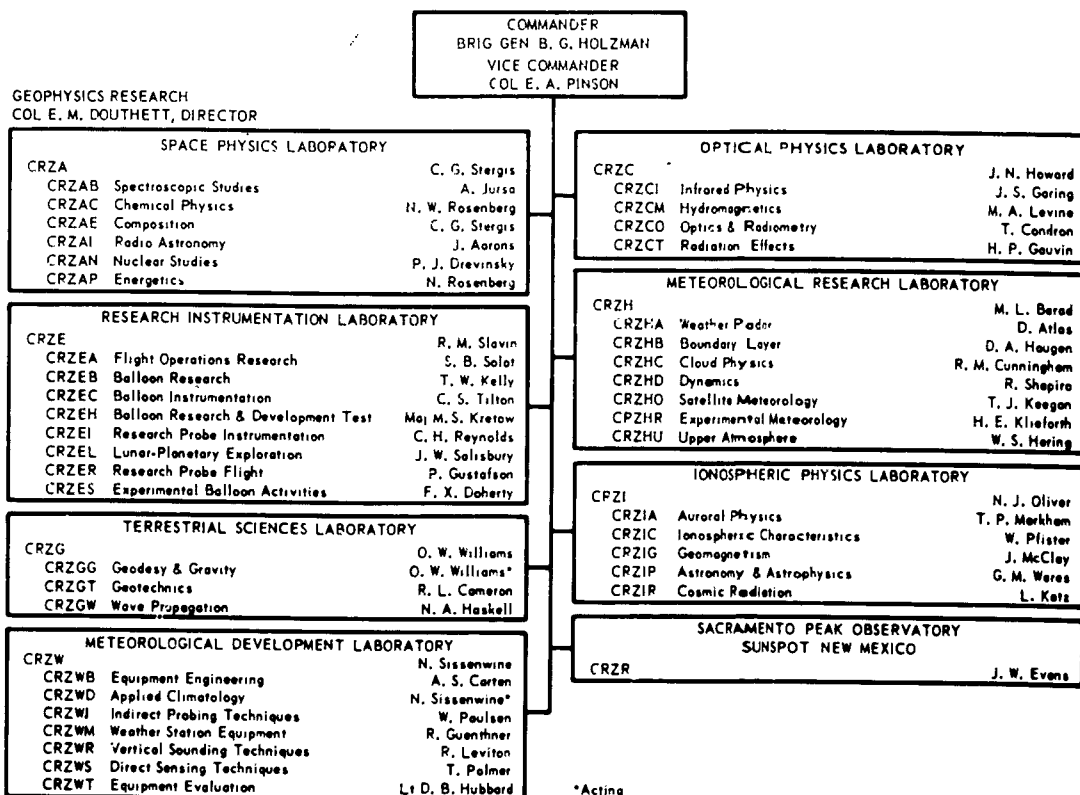 COMMANDER
BRIG GEN B. G. HOLZMAN
VICE COMMANDER
COL E. A. PINSON
GEOPHYSICS RESEARCH
COL E. M. DOUTHETT, DIRECTOR
SPACE PHYSICS LABORATORY
CRZA C. G. Stergis
CRZAB Spectroscopic Studies A. Jursa
CRZAC Chemical Physics N. W. Rosenberg
CRZAE Composition C. G. Stergis
CRZAI Radio Astronomy J. Aarons
CRZAN Nuclear Studies P. J. Drevinsky
CRZAP Energetics N. Rosenberg
RESEARCH INSTRUMENTATION LABORATORY
CRZE R. M. Slavin
CRZEA Flight Operations Research S. B. Solot
CRZEB Balloon Research T. W. Kelly
CRZEC Balloon Instrumentation C. S. Tilton
CRZEH Balloon Research & Development Test Maj M. S. Kretow
CRZEI Research Probe Instrumentation C. H. Reynolds
CRZEL Lunar-Planetary Exploration J. W. Salisbury
CRZER Research Probe Flight P. Gustafson
CRZES Experimental Balloon Activities F. X. Doherty
TERRESTRIAL SCIENCES LABORATORY
CRZG O. W. Williams
CRZGG Geodesy & Gravity O. W. Williams*
CRZGT Geotechnics R. L. Cameron
CRZGW Wave Propagation N. A. Haskell
METEOROLOGICAL DEVELOPMENT LABORATORY
CRZW N. Sissenwine
CRZWB Equipment Engineering A. S. Carten
CRZWD Applied Climatology N. Sissenwine*
CRZWI Indirect Probing Techniques W. Paulsen
CRZWM Weather Station Equipment R. Guenthner
CRZWR Vertical Sounding Techniques R. Leviton
CRZWS Direct Sensing Techniques T. Palmer
CRZWT Equipment Evaluation Lt D. B. Hubbard
OPTICAL PHYSICS LABORATORY
CRZC J. N. Howard
CRZCI Infrared Physics J. S. Garing
CRZCM Hydromagnetics M. A. Levine
CRZCO Optics & Radiometry T. Condron
CRZCT Radiation Effects H. P. Gauvin
METEOROLOGICAL RESEARCH LABORATORY
CRZH M. L. Barad
CRZHA Weather Radar D. Atlas
CRZHB Boundary Layer D. A. Haugen
CRZHC Cloud Physics R. M. Cunningham
CRZHD Dynamics R. Shapiro
CRZHO Satellite Meteorology T. J. Keegan
CRZHR Experimental Meteorology H. E. Klieforth
CRZHU Upper Atmosphere W. S. Hering
IONOSPHERIC PHYSICS LABORATORY
CRZI N. J. Oliver
CRZIA Auroral Physics T. P. Markham
CRZIC Ionospheric Characteristics W. Pfister
CRZIG Geomagnetism J. McClay
CRZIP Astronomy & Astrophysics G. M. Wares
CRZIR Cosmic Radiation L. Katz
SACRAMENTO PEAK OBSERVATORY
SUNSPOT NEW MEXICO
CRZR J. W. Evans
*Acting